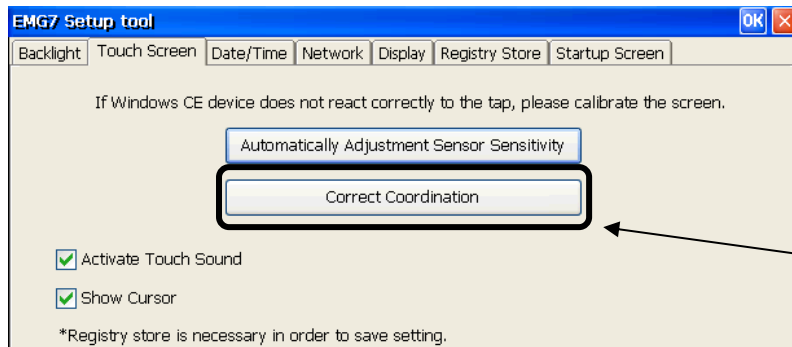 EMG7 Setup tool OK
Backlight Touch Screen Date/Time Network Display Registry Store Startup Screen
If Windows CE device does not react correctly to the tap, please calibrate the screen.
Automatically Adjustment Sensor Sensitivity
Correct Coordination
Activate Touch Sound
Show Cursor
*Registry store is necessary in order to save setting.